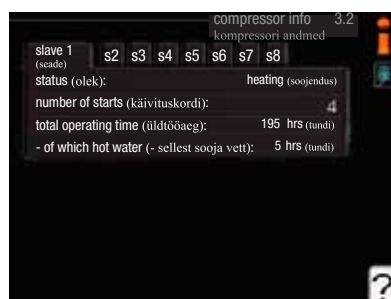 compressor info 3.2
kompressori andmed
slave 1 s2 s3 s4 s5 s6 s7 s8
(seade)
status (olek): heating (soojendus)
number of starts (käivituskordi): 4
total operating time (üldtööaeg): 195 hrs (tundi)
- of which hot water (- sellest sooja vett): 5 hrs (tundi)
i
?